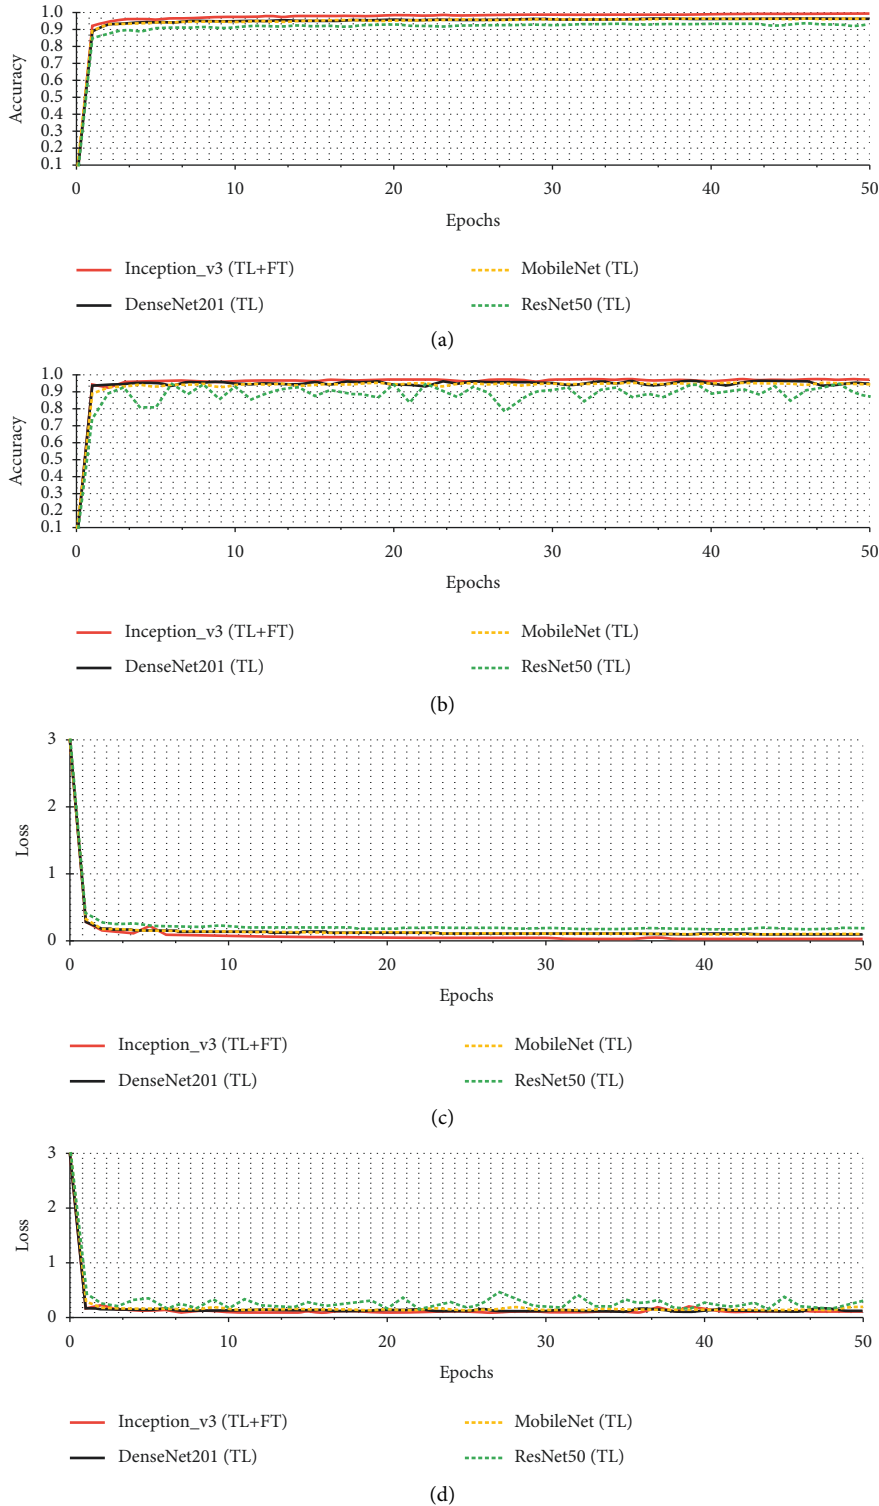 1.0
0.9
0.8
0.7
0.6
0.5
0.4
0.3
0.2
0.1
Accuracy
0 10 20 30 40 50
Epochs
Inception_v3 (TL+FT) MobileNet (TL)
DenseNet201 (TL) ResNet50 (TL)
(a)
1.0
0.9
0.8
0.9
0.7
0.6
0.5
0.4
0.3
0.2
0.1
Accuracy
0 10 20 30 40 50
Epochs
Inception_v3 (TL+FT) MobileNet (TL)
DenseNet201 (TL) ResNet50 (TL)
(b)
3
2
1
0
Loss
0 10 20 30 40 50
Epochs
Inception_v3 (TL+FT) MobileNet (TL)
DenseNet201 (TL) ResNet50 (TL)
(c)
3
2
1
0
Loss
0 10 20 30 40 50
Epochs
Inception_v3 (TL+FT) MobileNet (TL)
DenseNet201 (TL) ResNet50 (TL)
(d)